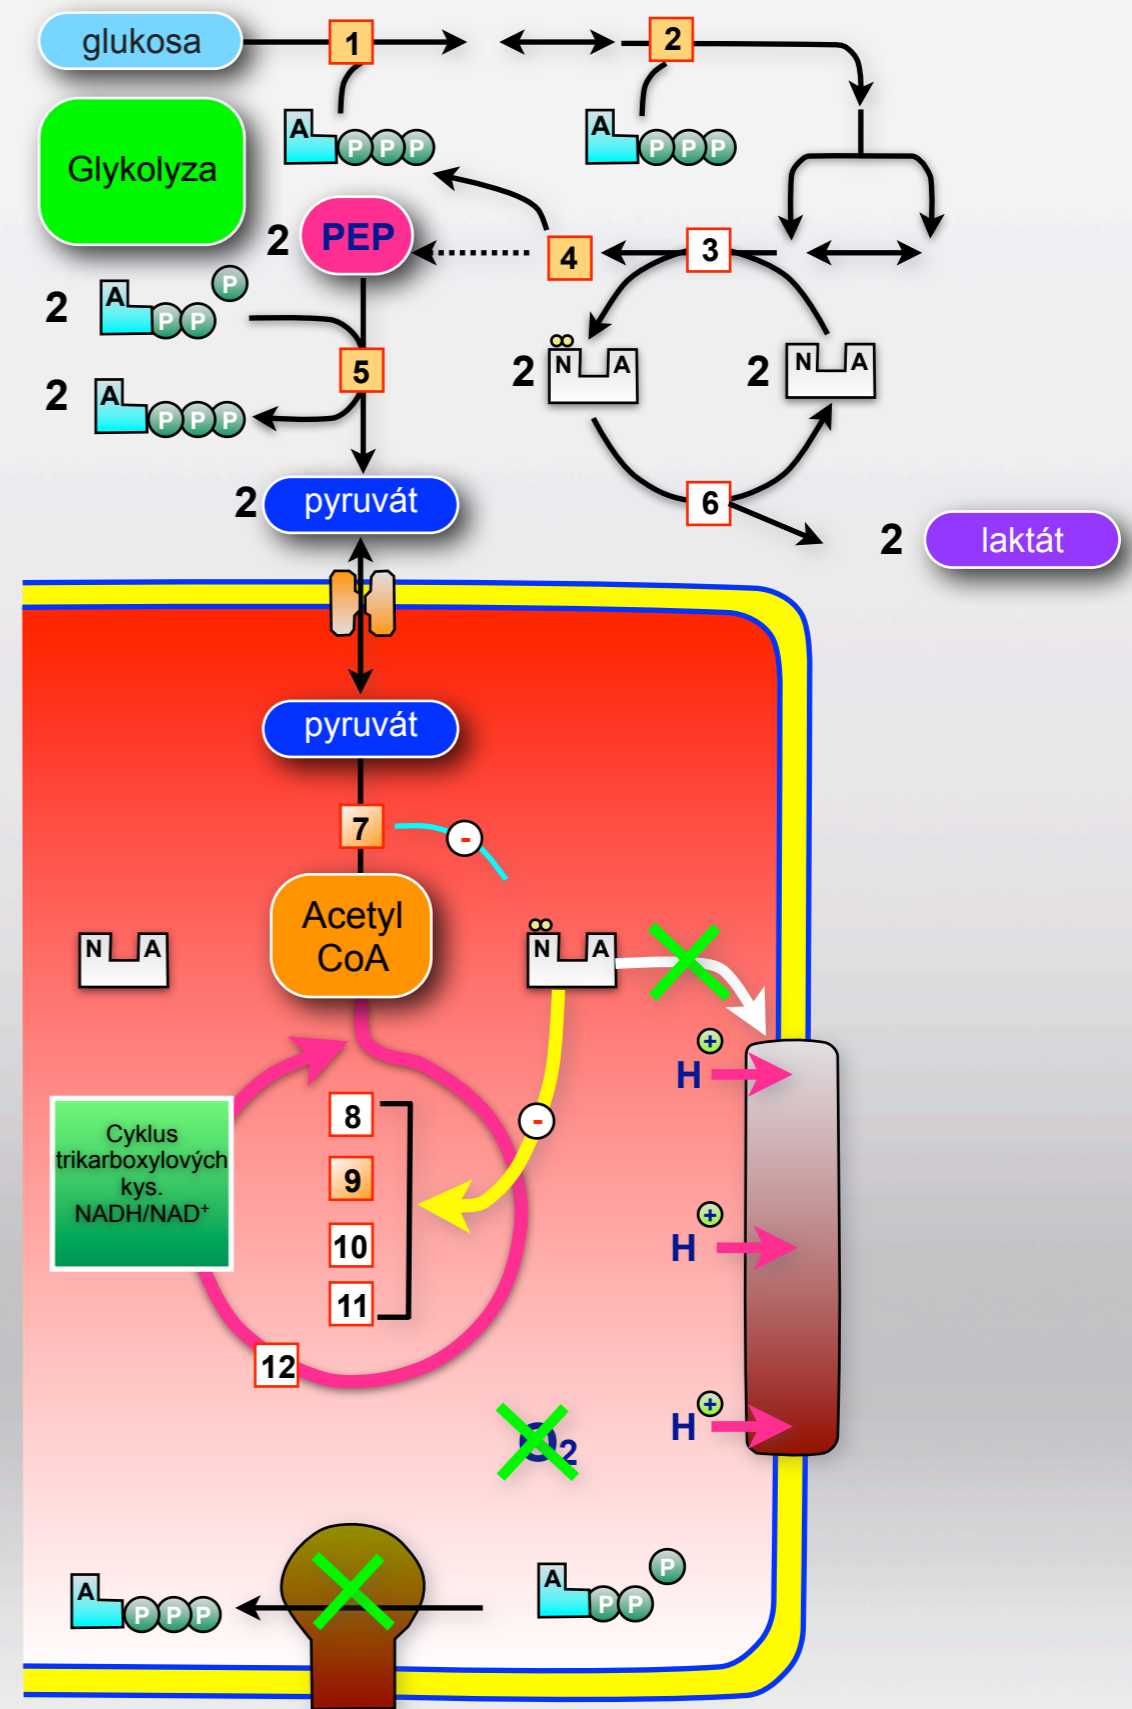 glukosa
1
2
A
P P P
A
P P P
Glykolyza
2 PEP
4
3
2 A P P P
2 N A
2 N A
5
2 A P P P
2 pyruvát
6
2 laktát
pyruvát
7
-
Acetyl
CoA
N A
N A
H +
8
-
Cyklus
trikarboxylových
kys.
NADH/NAD⁺
9
H +
10
11
12
H +
O₂
A P P P
A P P P